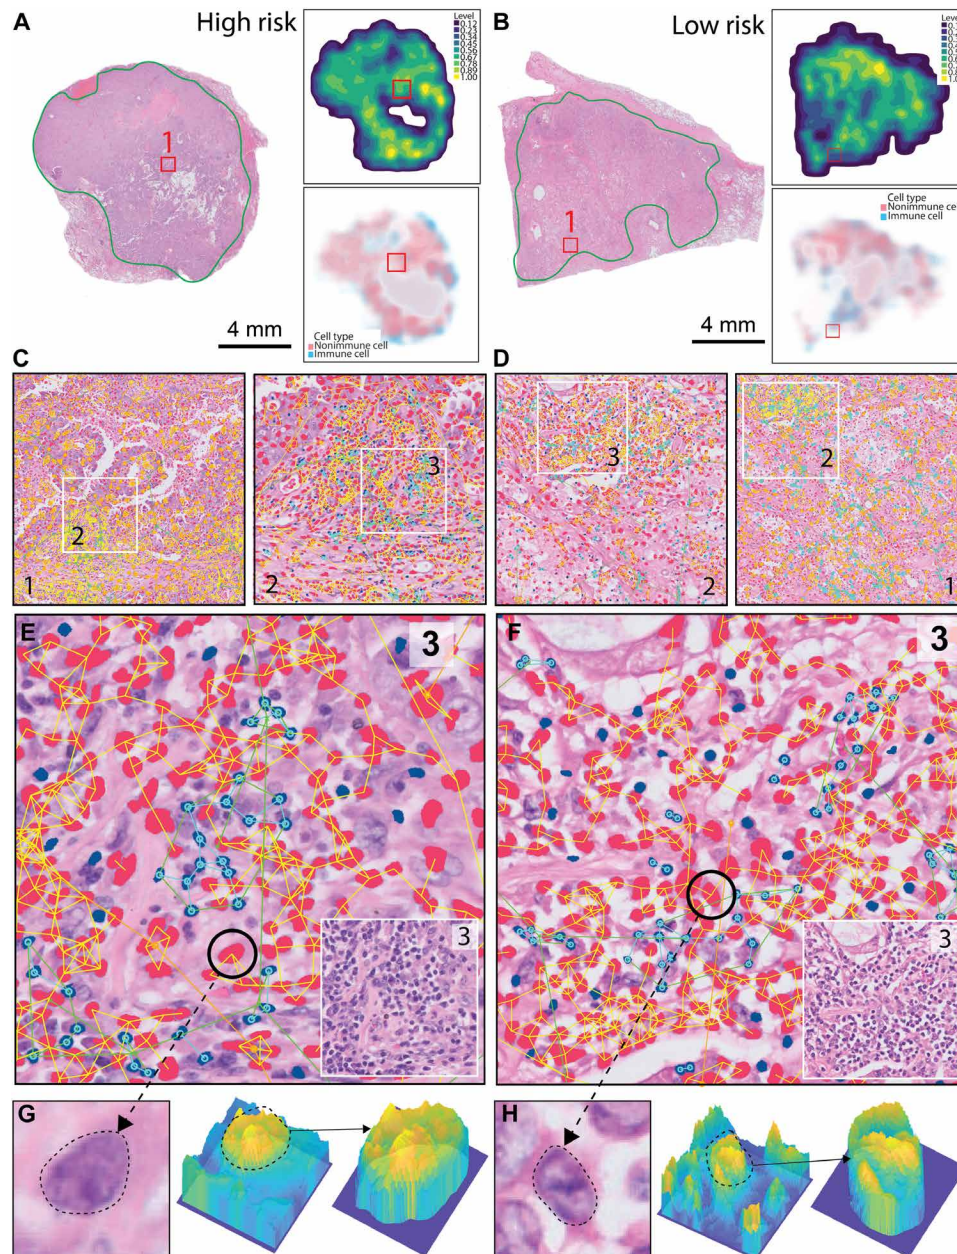 A High risk
Level
0.12
0.23
0.34
0.45
0.56
0.67
0.78
0.89
1.00
1
4 mm
Cell type
Nonimmune cell
Immune cell
B Low risk
1
4 mm
Cell type
Nonimmune cel
Immune cell
C
2
1
3
2
D
3
2
2
1
E 3
3
F 3
3
G
H